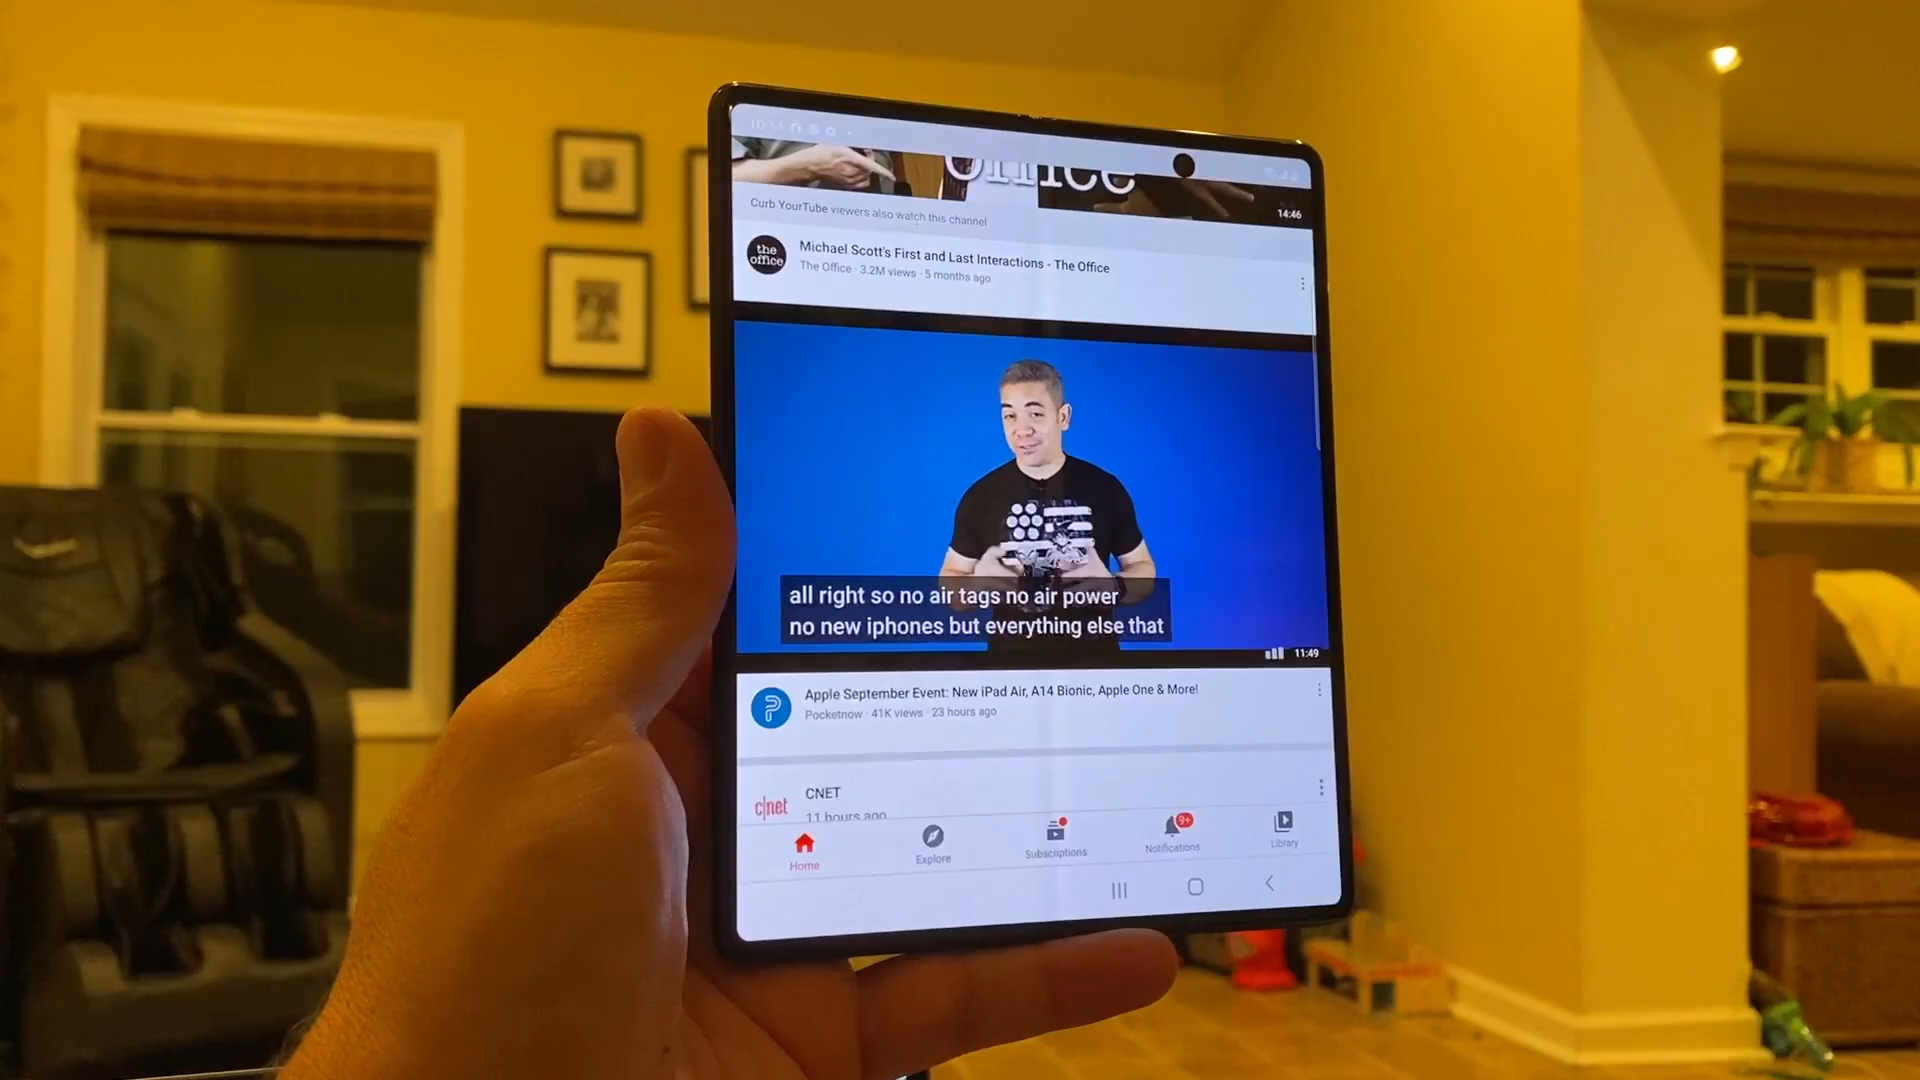 10:54
office
14:46
Curb YourTube viewers also watch this channel
the
office
Michael Scott's First and Last Interactions - The Office
The Office · 3.2M views · 5 months ago
all right so no air tags no air power
no new iphones but everything else that
11:49
Apple September Event: New iPad Air, A14 Bionic, Apple One & More!
Pocketnow · 41K views · 23 hours ago
c|net
CNET
11 hours ago
9+
Home
Explore
Subscriptions
Notifications
Library